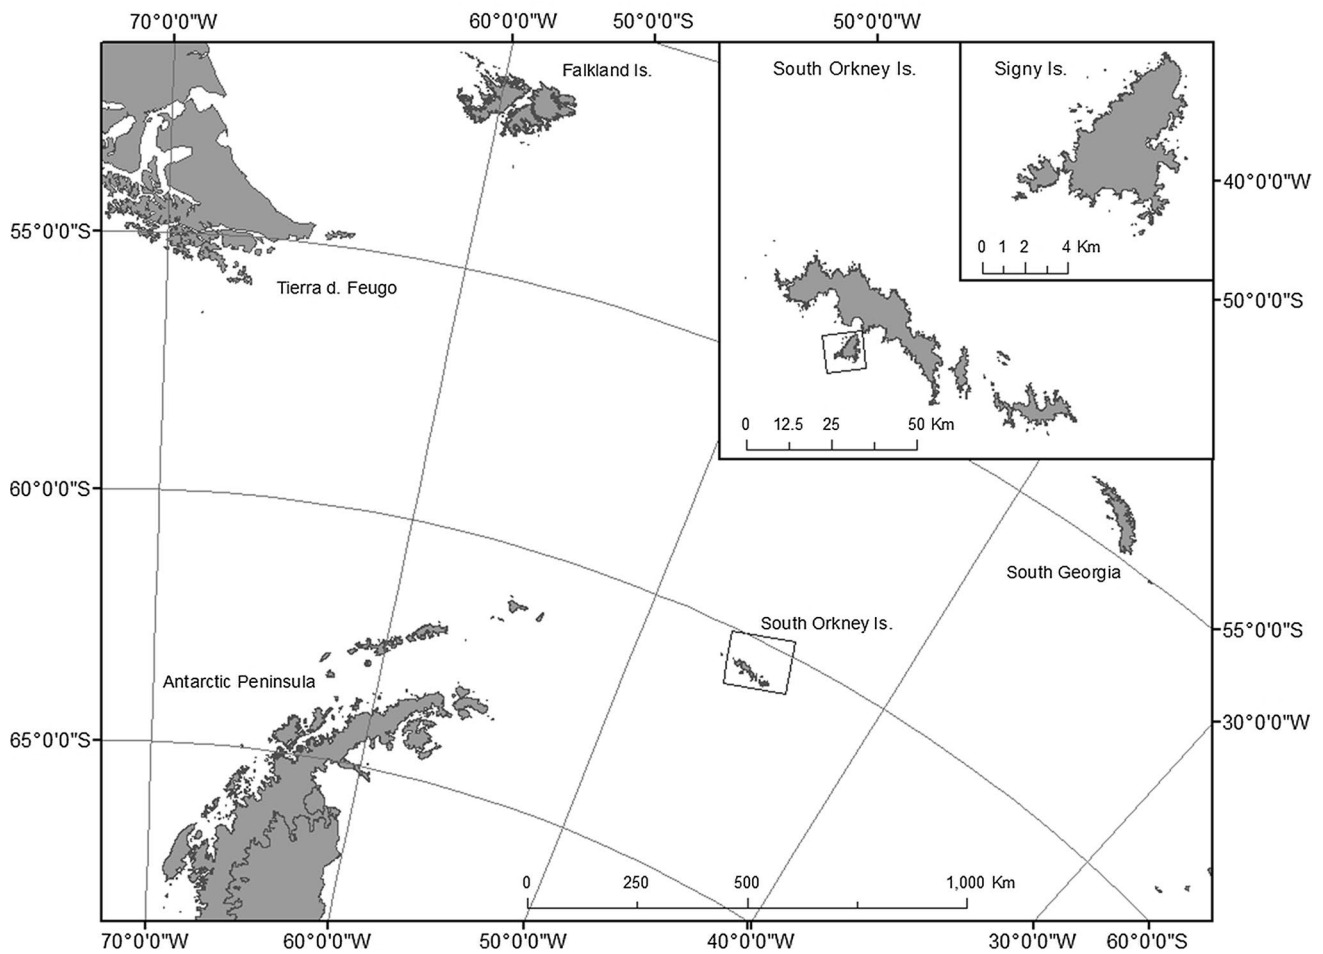 70°0'0"W 60°0'0"W 50°0'0"S 50°0'0"W
Falkland Is.
South Orkney Is.
Signy Is.
40°0'0"W
55°0'0"S
0 1 2 4 Km
Tierra d. Feugo
50°0'0"S
0 12.5 25 50 Km
60°0'0"S
South Georgia
South Orkney Is.
55°0'0"S
Antarctic Peninsula
30°0'0"W
65°0'0"S
0 250 500 1,000 Km
70°0'0"W 60°0'0"W 50°0'0"W 40°0'0"W 30°0'0"W 60°0'0"S